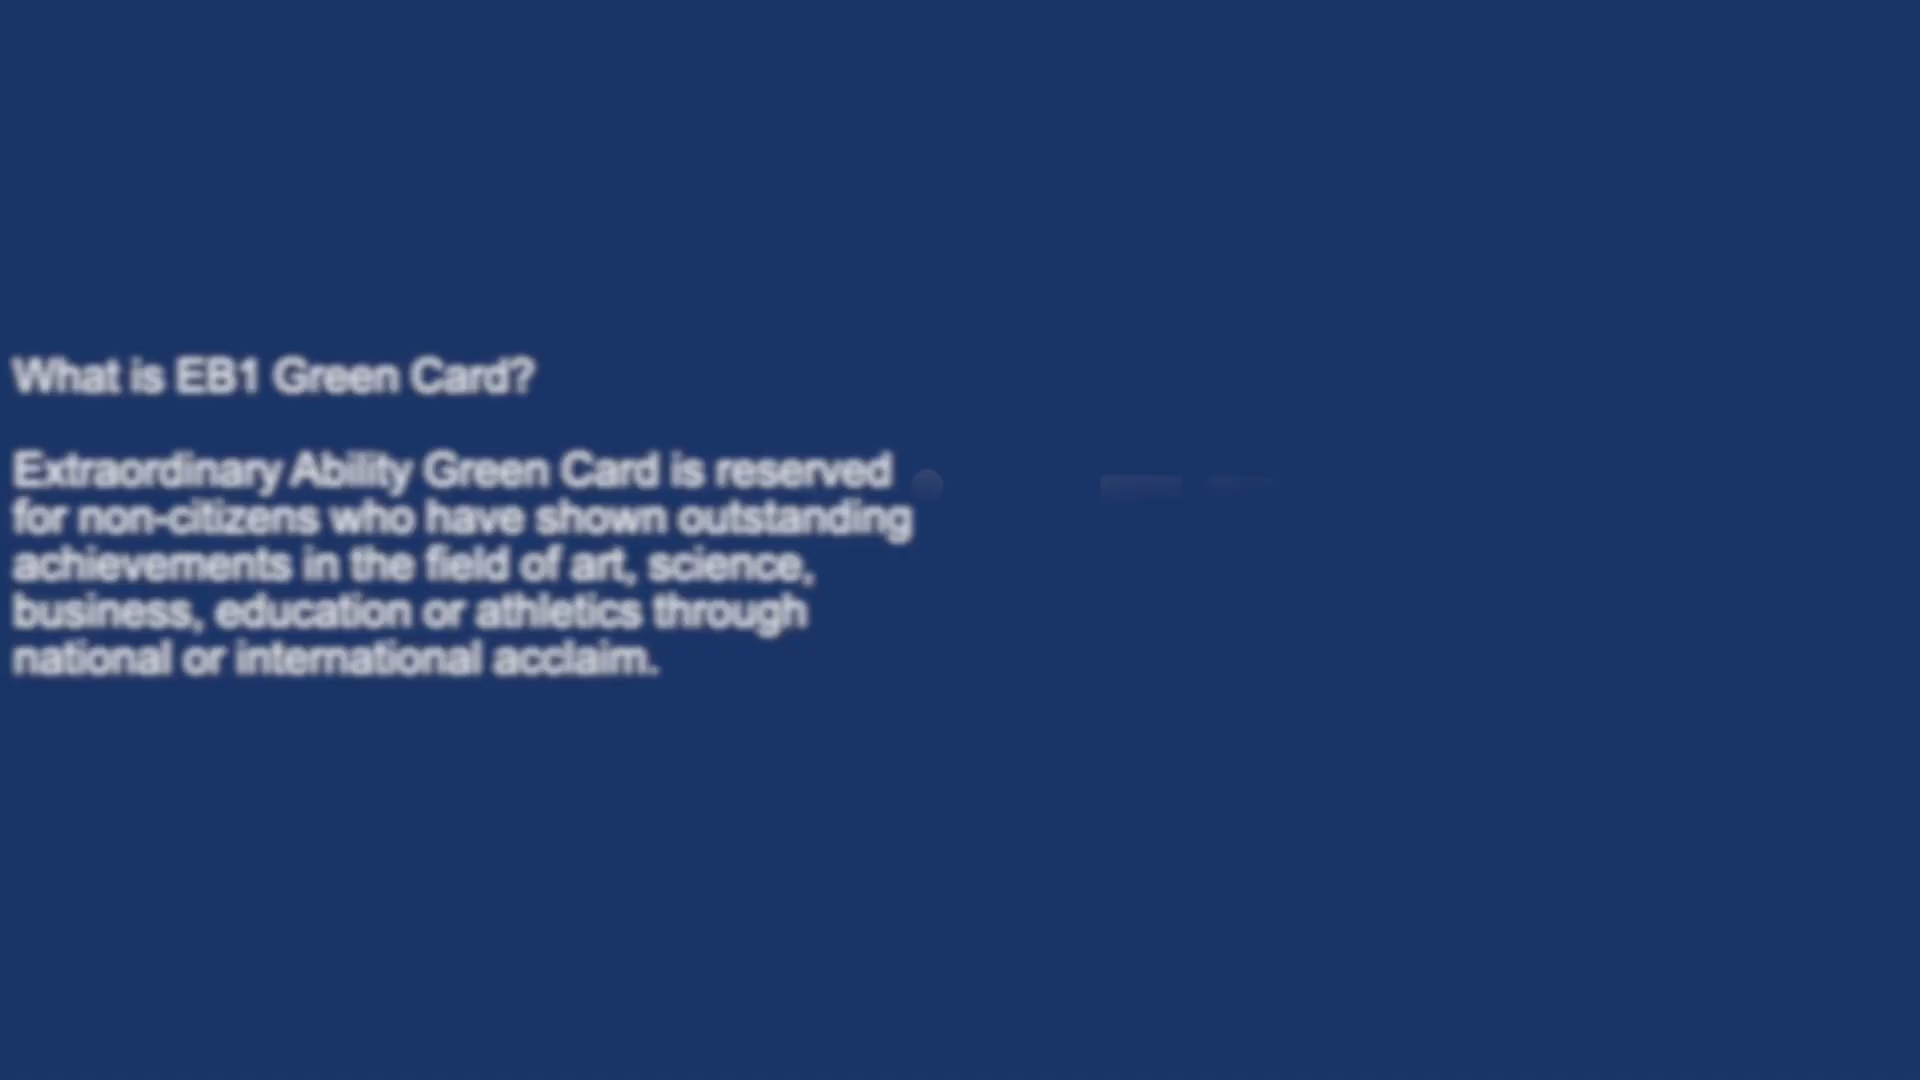 What is EB1 Green Card?
Extraordinary Ability Green Card is reserved
for non-citizens who have shown outstanding
achievements in the field of art, science,
business, education or athletics through
national or international acclaim.